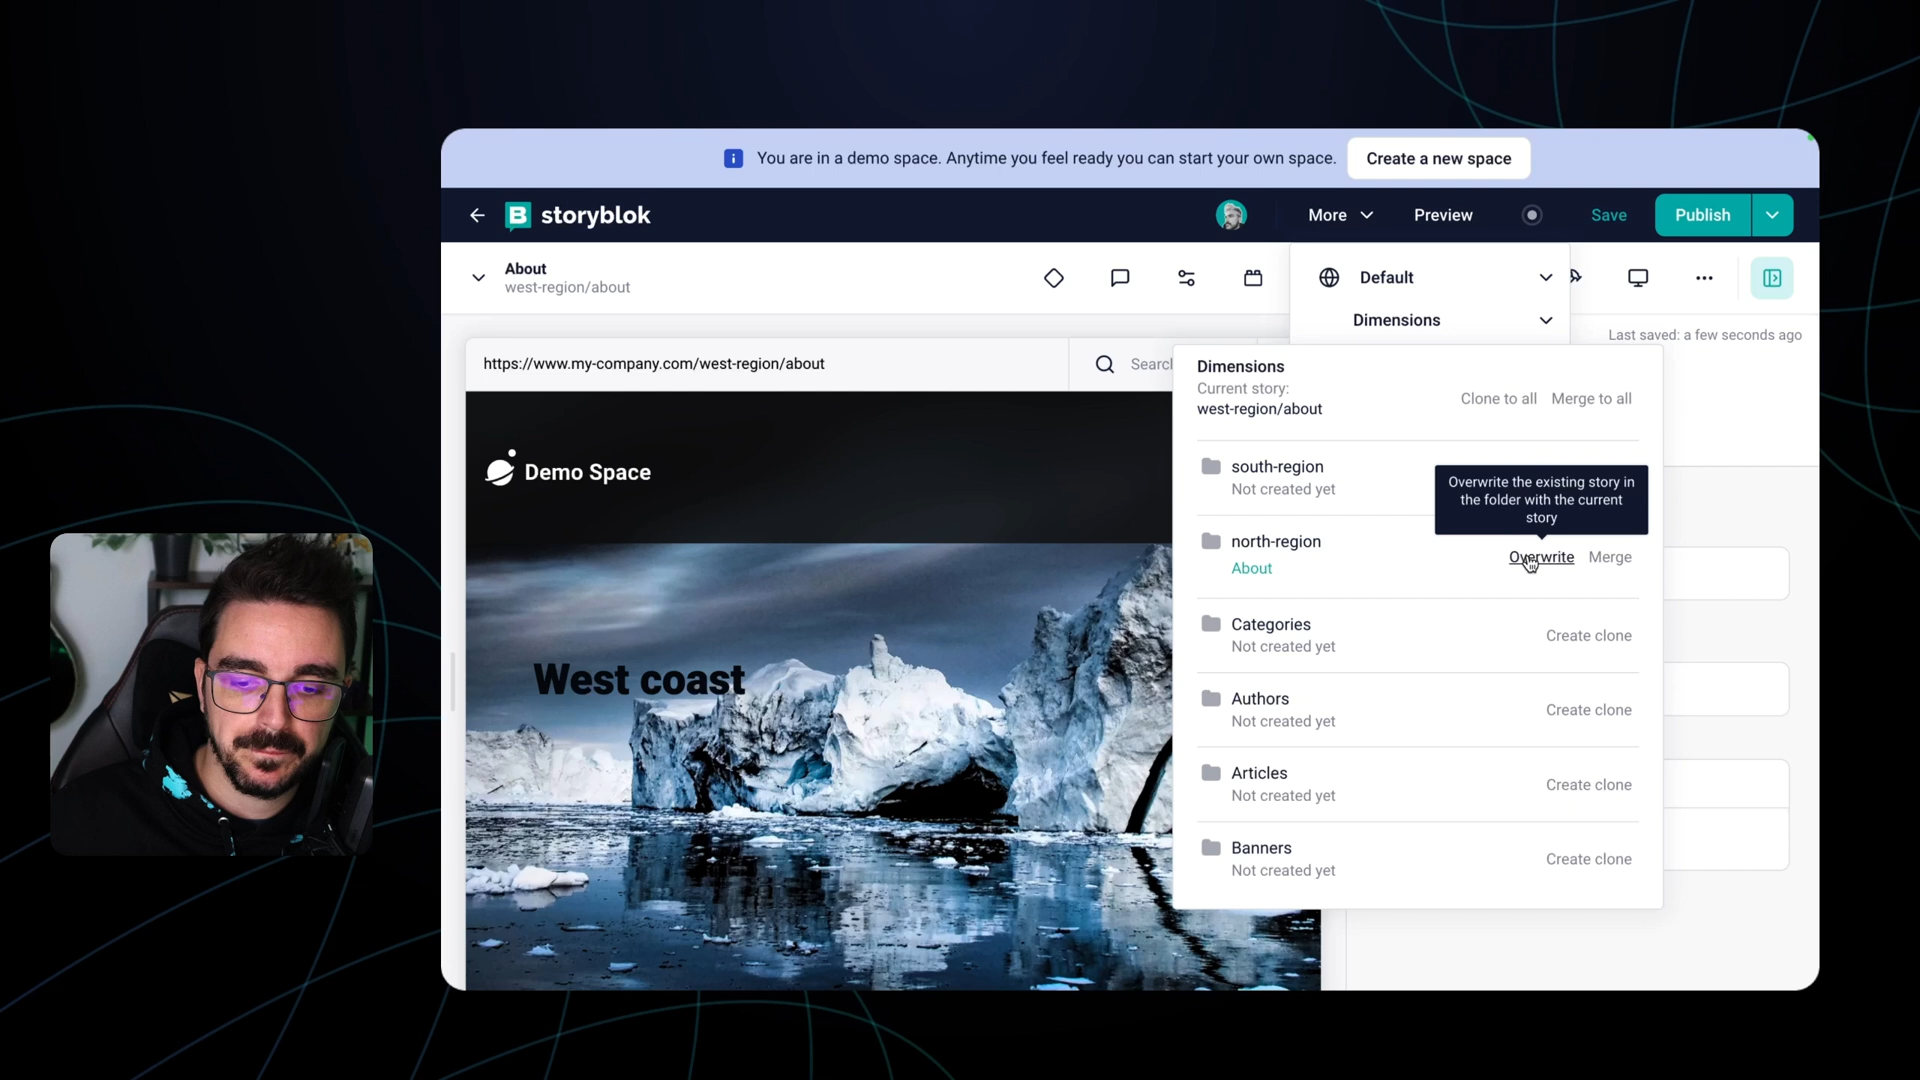 You are in a demo space. Anytime you feel ready you can start your own space.
Create a new space
storyblok
More
Preview
Save
Publish
About
west-region/about
Default
Dimensions
Last saved: a few seconds ago
https://www.my-company.com/west-region/about
Search
Dimensions
Current story:
west-region/about
Clone to all
Merge to all
south-region
Not created yet
Overwrite the existing story in
the folder with the current
story
north-region
About
Overwrite
Merge
Categories
Not created yet
Create clone
Authors
Not created yet
Create clone
Articles
Not created yet
Create clone
Banners
Not created yet
Create clone
Demo Space
West coast